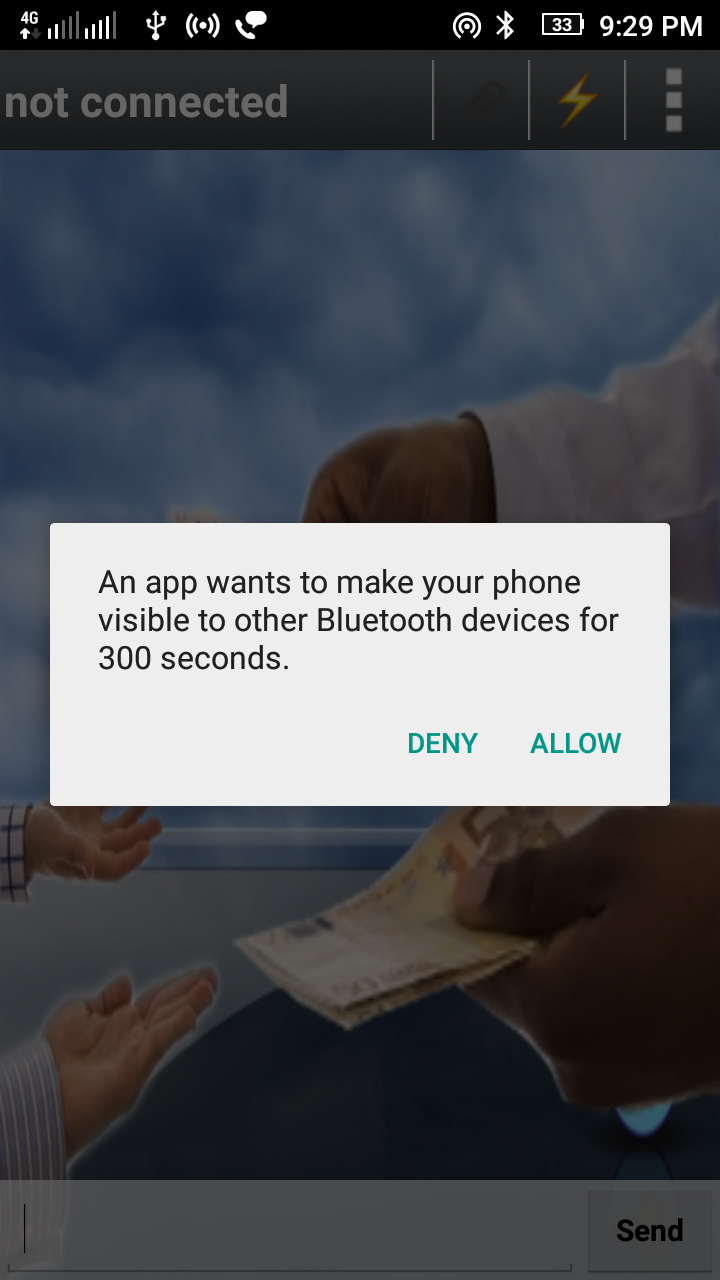 4G 33 9:29 PM
not connected
An app wants to make your phone
visible to other Bluetooth devices for
300 seconds.
DENY ALLOW
Send